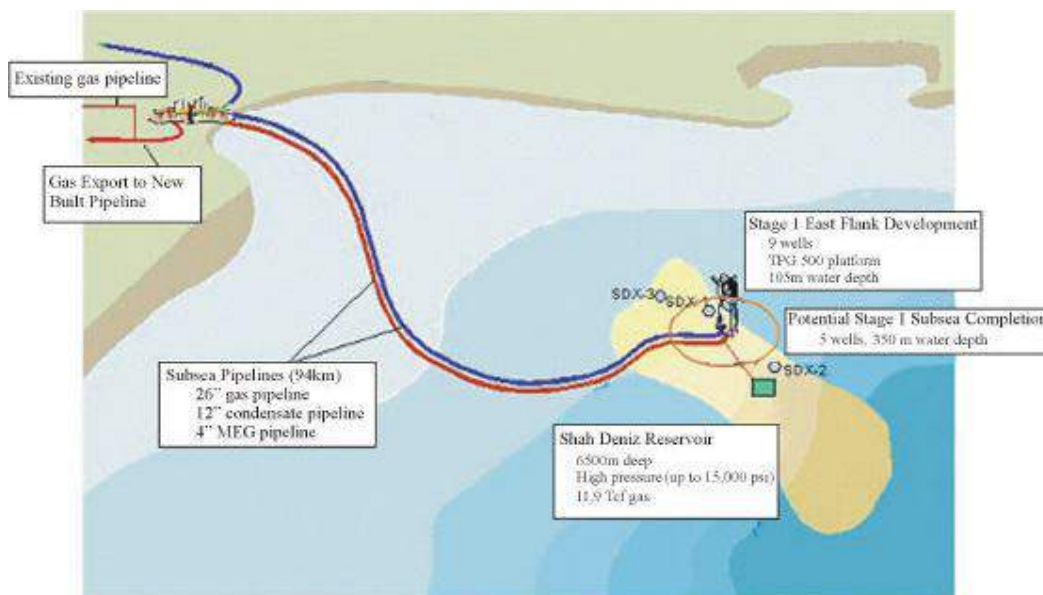 Existing gas pipeline
Gas Export to New
Built Pipeline
Stage 1 East Flank Development
9 wells
TPG 500 platform
105m water depth
SDX-3
SDX-
Potential Stage 1 Subsea Completion
5 wells, 350 m water depth
SDX-2
Subsea Pipelines (94km)
26" gas pipeline
12" condensate pipeline
4" MEG pipeline
Shah Deniz Reservoir
6500m deep
High pressure (up to 15,000 psi)
11,9 Tcf gas